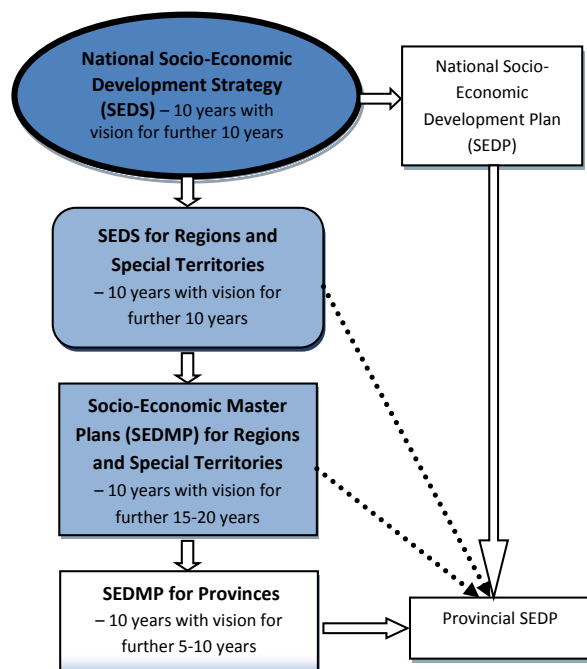 National Socio-Economic
Development Strategy
(SEDS) – 10 years with
vision for further 10 years
National Socio-
Economic
Development Plan
(SEDP)
SEDS for Regions and
Special Territories
– 10 years with vision for
further 10 years
Socio-Economic Master
Plans (SEDMP) for Regions
and Special Territories
– 10 years with vision for
further 15-20 years
SEDMP for Provinces
– 10 years with vision for
further 5-10 years
Provincial SEDP